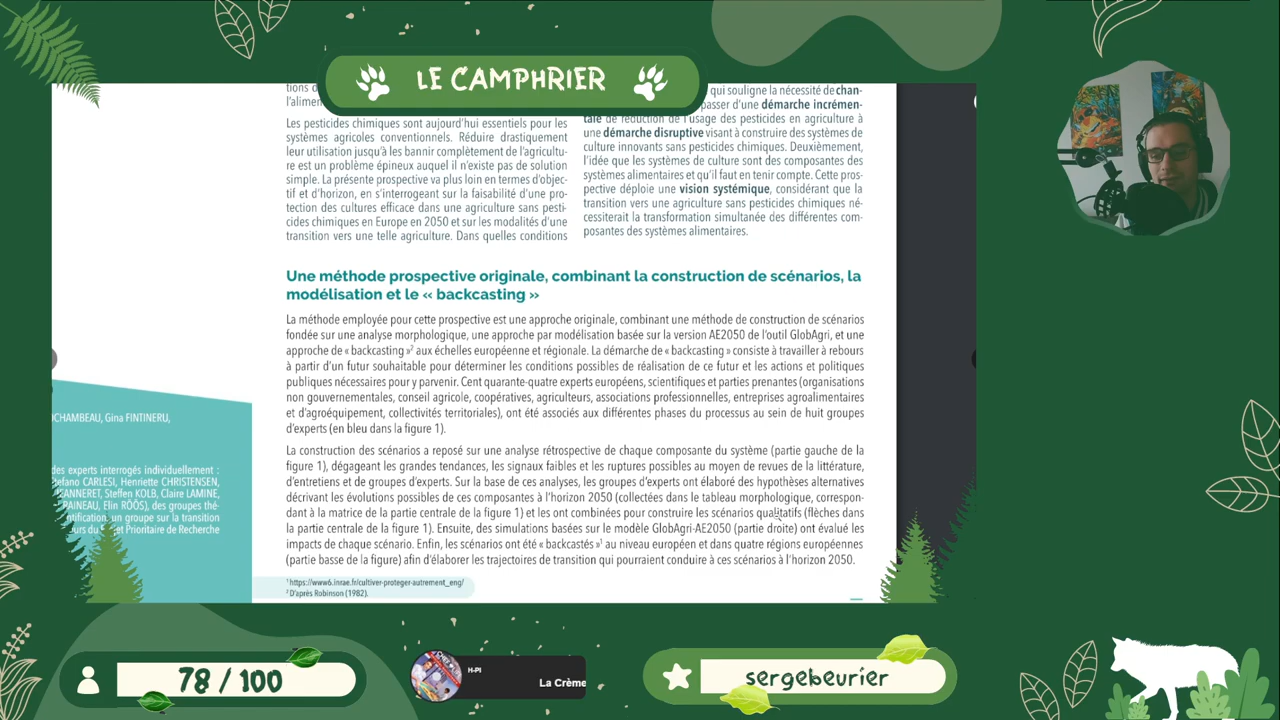 LE CAMPHRIER
tions d
l'alimen
Les pesticides chimiques sont aujourd'hui essentiels pour les
systèmes agricoles conventionnels. Réduire drastiquement
leur utilisation jusqu'à les bannir complètement de l'agricultu-
re est un problème épineux auquel il n'existe pas de solution
simple. La présente prospective va plus loin en termes d'objec-
tif et d'horizon, en s'interrogeant sur la faisabilité d'une pro-
tection des cultures efficace dans une agriculture sans pesti-
cides chimiques en Europe en 2050 et sur les modalités d'une
transition vers une telle agriculture. Dans quelles conditions
qui souligne la nécessité de chan-
passer d'une démarche incrémen-
tale de réduction de l'usage des pesticides en agriculture à
une démarche disruptive visant à construire des systèmes de
culture innovants sans pesticides chimiques. Deuxièmement,
l'idée que les systèmes de culture sont des composantes des
systèmes alimentaires et qu'il faut en tenir compte. Cette pros-
pective déploie une vision systémique, considérant que la
transition vers une agriculture sans pesticides chimiques né-
cessiterait la transformation simultanée des différentes com-
posantes des systèmes alimentaires.
Une méthode prospective originale, combinant la construction de scénarios, la
modélisation et le « backcasting »
La méthode employée pour cette prospective est une approche originale, combinant une méthode de construction de scénarios
fondée sur une analyse morphologique, une approche par modélisation basée sur la version AE2050 de l'outil GlobAgri, et une
approche de « backcasting »² aux échelles européenne et régionale. La démarche de « backcasting » consiste à travailler à rebours
à partir d'un futur souhaitable pour déterminer les conditions possibles de réalisation de ce futur et les actions et politiques
publiques nécessaires pour y parvenir. Cent quarante-quatre experts européens, scientifiques et parties prenantes (organisations
non gouvernementales, conseil agricole, coopératives, agriculteurs, associations professionnelles, entreprises agroalimentaires
et d'agroéquipement, collectivités territoriales), ont été associés aux différentes phases du processus au sein de huit groupes
d'experts (en bleu dans la figure 1).
La construction des scénarios a reposé sur une analyse rétrospective de chaque composante du système (partie gauche de la
figure 1), dégageant les grandes tendances, les signaux faibles et les ruptures possibles au moyen de revues de la littérature,
d'entretiens et de groupes d'experts. Sur la base de ces analyses, les groupes d'experts ont élaboré des hypothèses alternatives
décrivant les évolutions possibles de ces composantes à l'horizon 2050 (collectées dans le tableau morphologique, correspon-
dant à la matrice de la partie centrale de la figure 1) et les ont combinées pour construire les scénarios qualitatifs (flèches dans
la partie centrale de la figure 1). Ensuite, des simulations basées sur le modèle GlobAgri-AE2050 (partie droite) ont évalué les
impacts de chaque scénario. Enfin, les scénarios ont été « backcastés »¹ au niveau européen et dans quatre régions européennes
(partie basse de la figure) afin d'élaborer les trajectoires de transition qui pourraient conduire à ces scénarios à l'horizon 2050.
¹ https://www6.inrae.fr/cultiver-proteger-autrement_eng/
² D'après Robinson (1982).
OCHAMBEAU, Gina FINTINERU,
des experts interrogés individuellement :
Stefano CARLESI, Henriette CHRISTENSEN,
EANNERET, Steffen KOLB, Claire LAMINE,
RAINEAU, Elin RÖÖS), des groupes thé-
ntification, un groupe sur la transition
ours du et Prioritaire de Recherche
78 / 100
H-PI
La Crème
sergebeurier